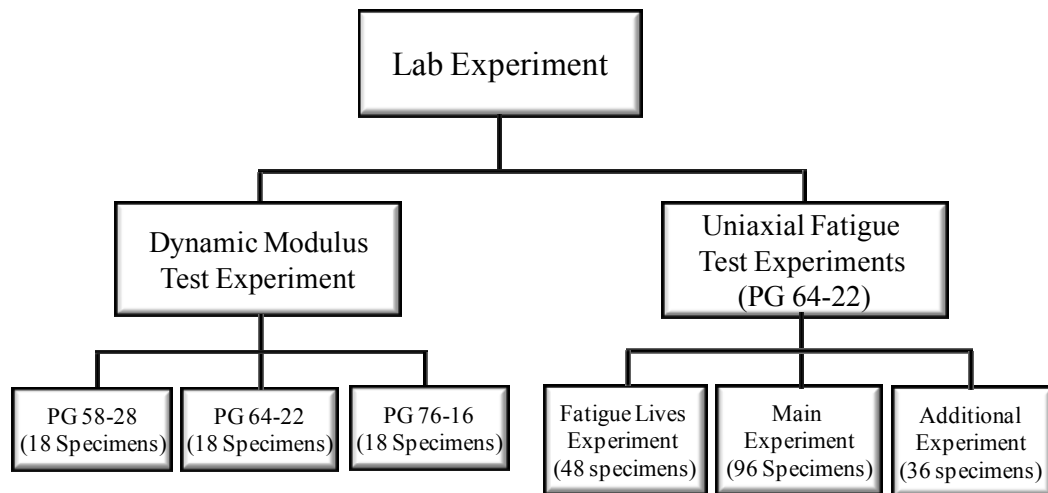 Lab Experiment
Dynamic Modulus
Test Experiment
Uniaxial Fatigue
Test Experiments
(PG 64-22)
PG 58-28
(18 Specimens)
PG 64-22
(18 Specimens)
PG 76-16
(18 Specimens)
Fatigue Lives
Experiment
(48 specimens)
Main
Experiment
(96 Specimens)
Additional
Experiment
(36 specimens)